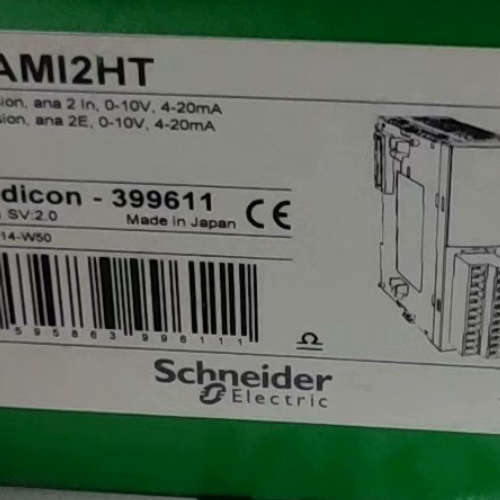 AMI2HT
sion, ana 2 In, 0-10V, 4-20mA
sion, ana 2E, 0-10V, 4-20mA
dicon - 399611
SV:2.0 Made in Japan CE
14-W50
595863996111
Schneider
Electric